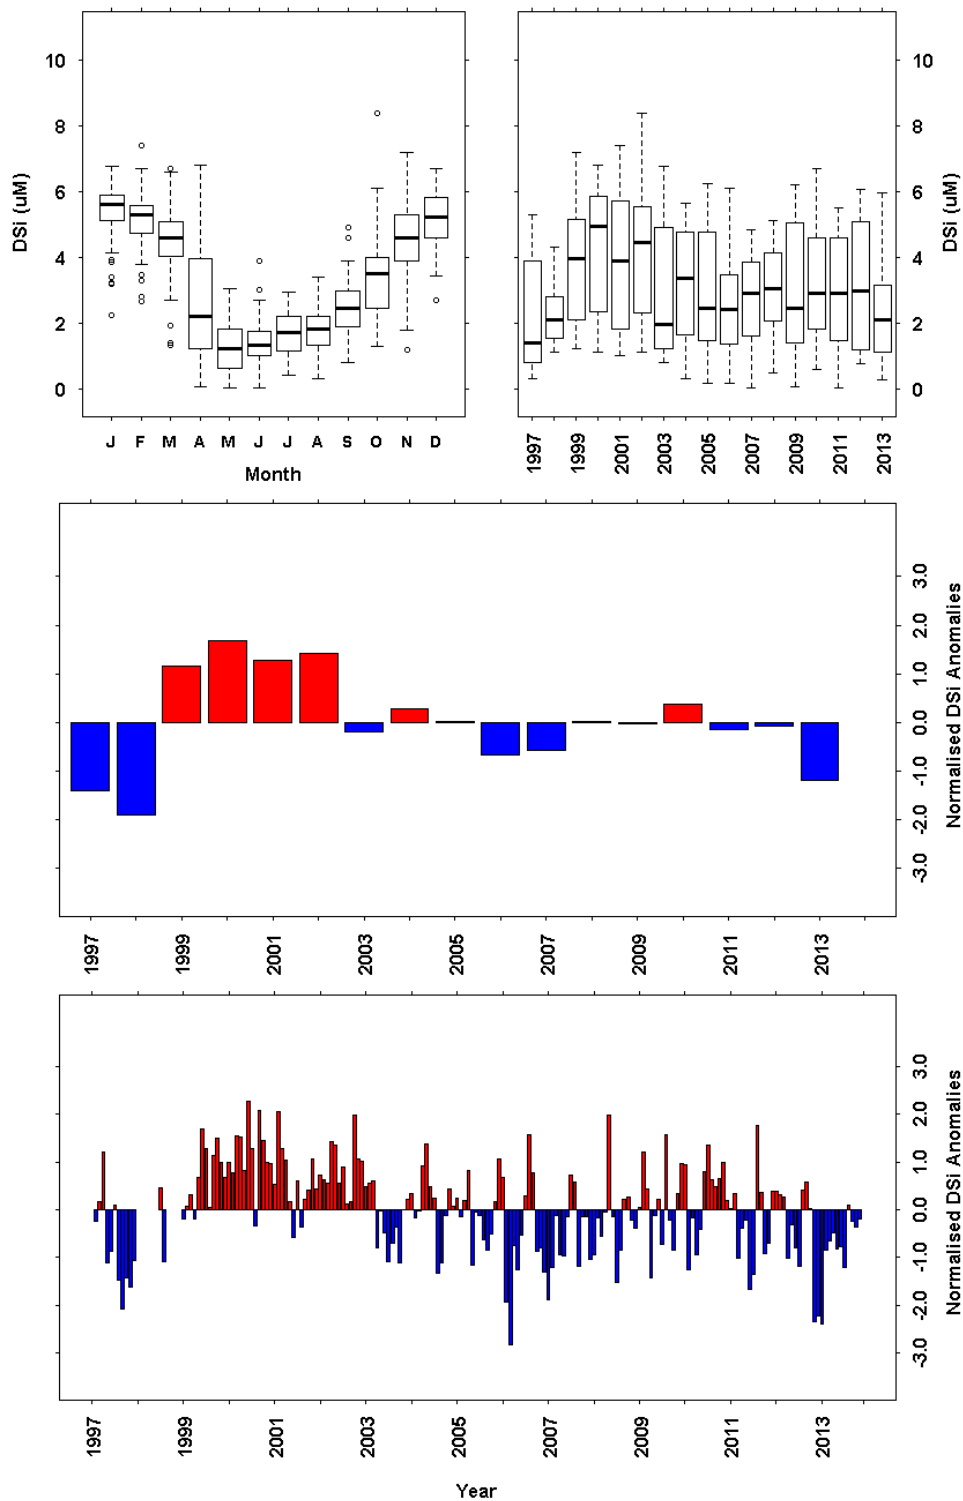 10
8
6
4
2
0
DSi (uM)
J F M A M J J A S O N D
Month
10
8
6
4
2
0
DSi (uM)
1997 1999 2001 2003 2005 2007 2009 2011 2013
3.0
2.0
1.0
0.0
-1.0
-2.0
-3.0
Normalised DSi Anomalies
1997 1999 2001 2003 2005 2007 2009 2011 2013
3.0
2.0
1.0
0.0
-1.0
-2.0
-3.0
Normalised DSi Anomalies
1997 1999 2001 2003 2005 2007 2009 2011 2013
Year